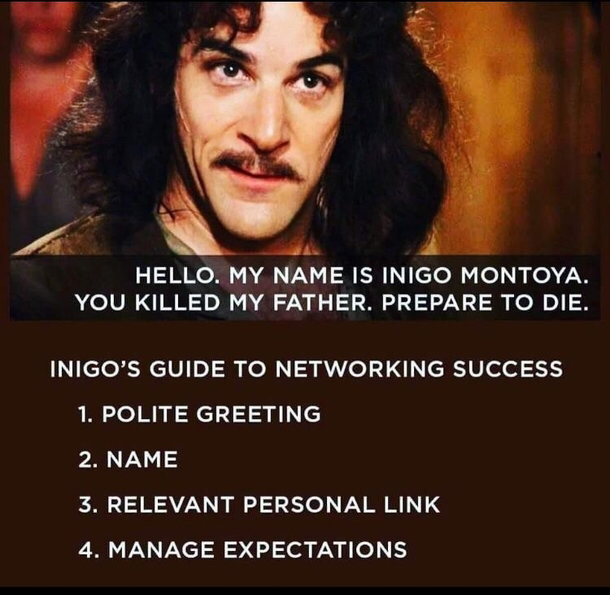 HELLO. MY NAME IS INIGO MONTOYA.
YOU KILLED MY FATHER. PREPARE TO DIE.
INIGO’S GUIDE TO NETWORKING SUCCESS
1. POLITE GREETING
2. NAME
3. RELEVANT PERSONAL LINK
4. MANAGE EXPECTATIONS